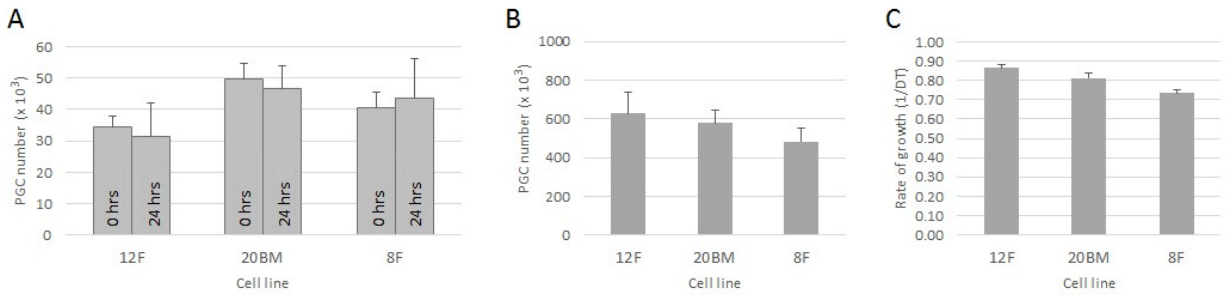 A
PGC number (x 10³)
60
50
40
30
20
10
0
0 hrs
24 hrs
0 hrs
24 hrs
0 hrs
24 hrs
12F
20BM
8F
Cell line
B
PGC number (x 10³)
1000
800
600
400
200
0
12F
20BM
8F
Cell line
C
Rate of growth (1/DT)
1.00
0.90
0.80
0.70
0.60
0.50
0.40
0.30
0.20
0.10
0.00
12F
20BM
8F
Cell line